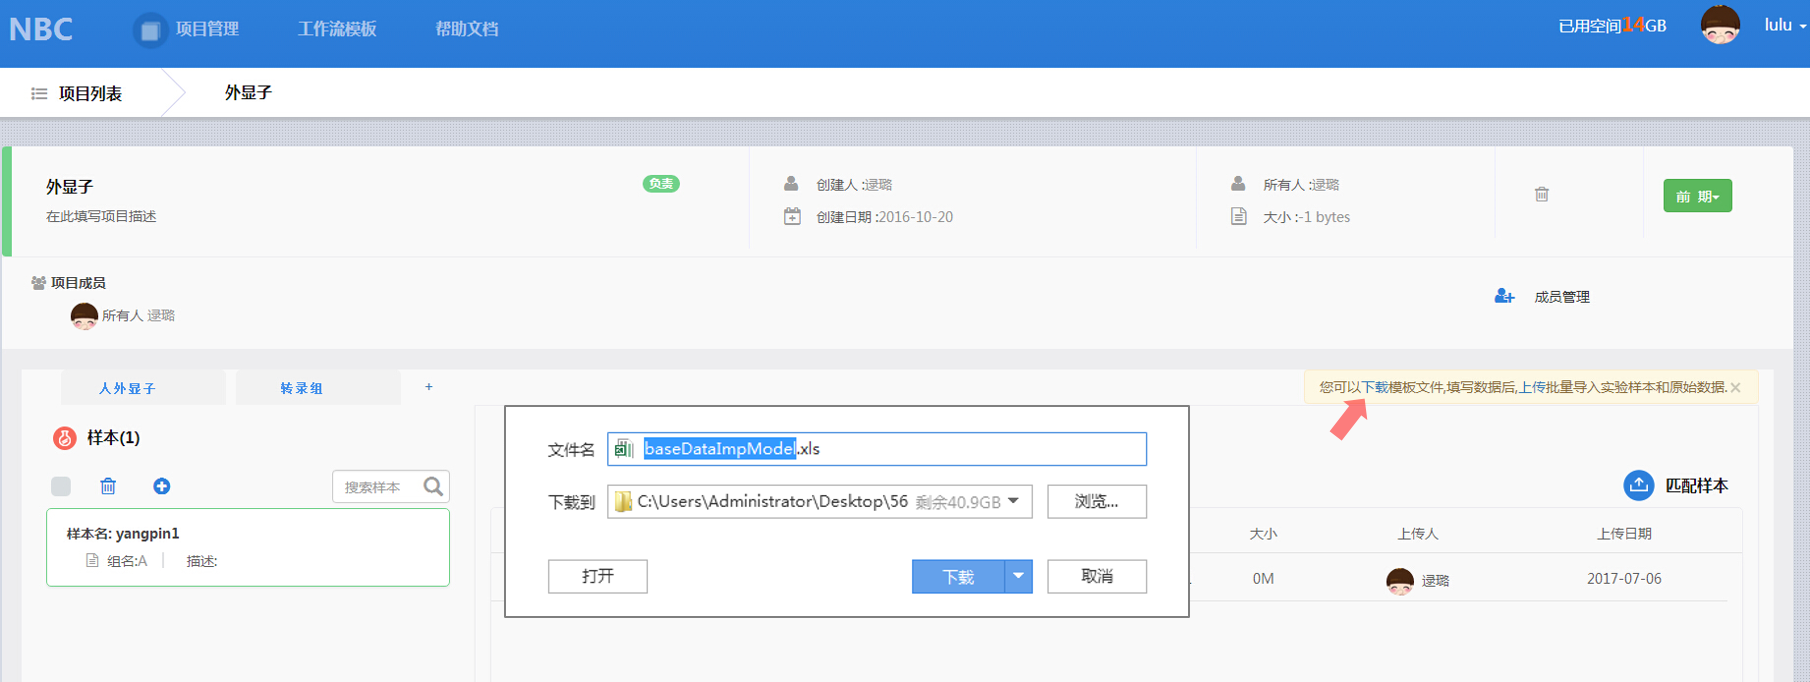 NBC 项目管理 工作流模板 帮助文档 已用空间14GB lulu
项目列表 外显子
外显子 负责
在此填写项目描述
创建人 :逯璐
创建日期 :2016-10-20
所有人 :逯璐
大小 :-1 bytes
前 期
项目成员
所有人 逯璐
成员管理
人外显子 转录组 +
您可以下载模板文件,填写数据后,上传批量导入实验样本和原始数据. ×
样本(1)
搜索样本
样本名: yangpin1
组名:A 描述:
文件名 baseDataImpModel.xls
下载到 C:\Users\Administrator\Desktop\56 剩余40.9GB 浏览...
打开 下载 取消
匹配样本
大小 上传人 上传日期
0M 逯璐 2017-07-06